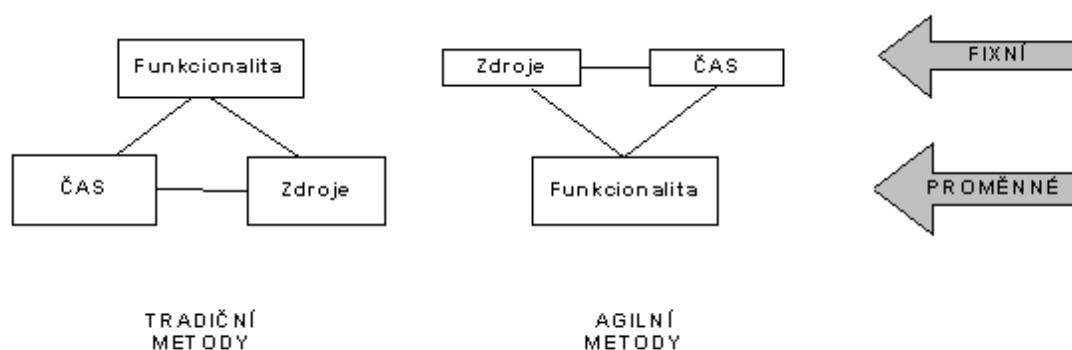 Funkcionalita
ČAS
Zdroje
TRADIČNÍ
METODY
Zdroje
ČAS
Funkcionalita
AGILNÍ
METODY
FIXNÍ
PROMĚNNÉ